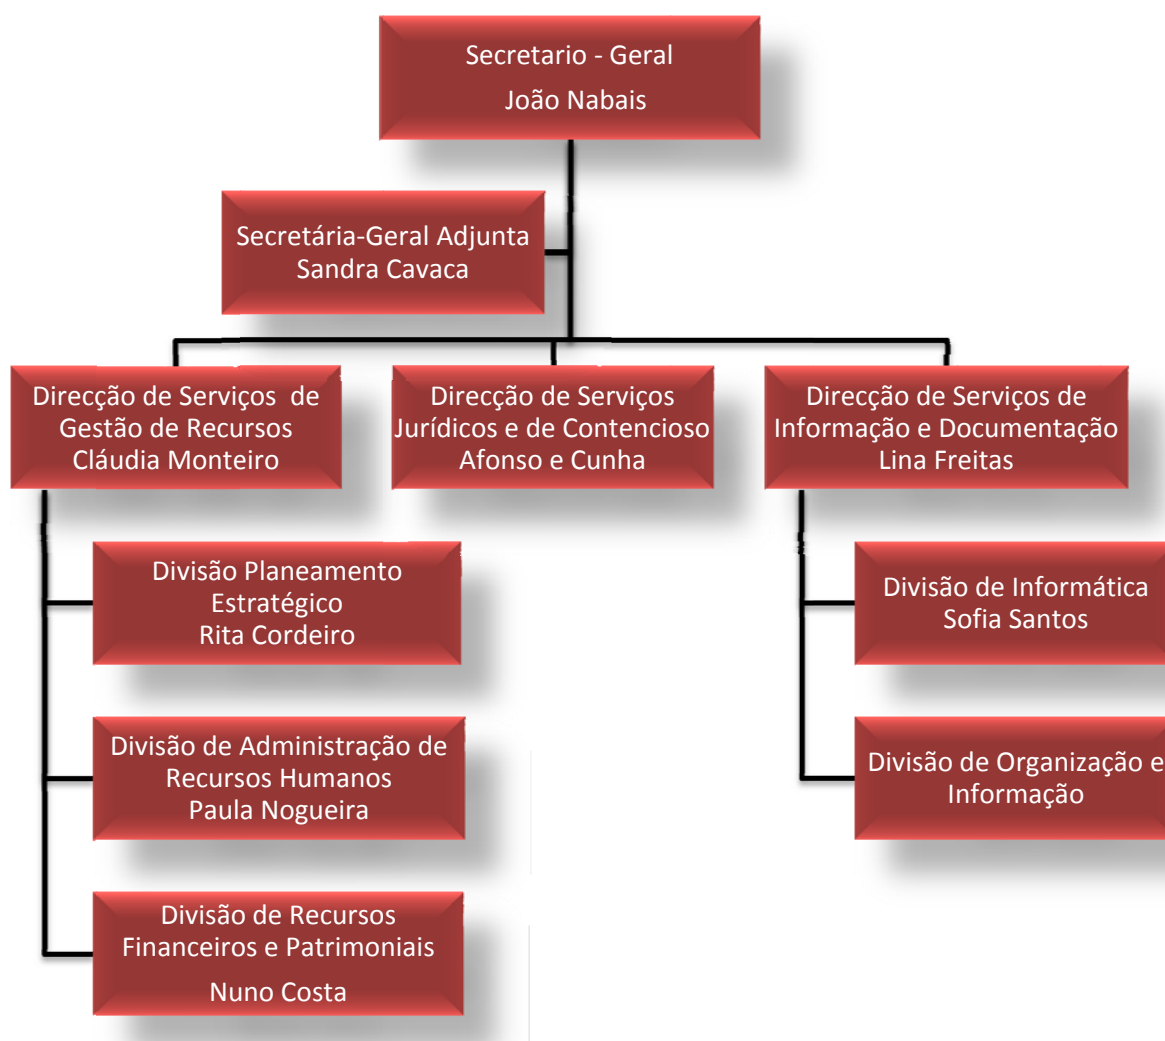 Secretario - Geral
João Nabais
Secretária-Geral Adjunta
Sandra Cavaca
Direcção de Serviços de
Gestão de Recursos
Cláudia Monteiro
Direcção de Serviços
Jurídicos e de Contencioso
Afonso e Cunha
Direcção de Serviços de
Informação e Documentação
Lina Freitas
Divisão Planeamento
Estratégico
Rita Cordeiro
Divisão de Administração de
Recursos Humanos
Paula Nogueira
Divisão de Recursos
Financeiros e Patrimoniais
Nuno Costa
Divisão de Informática
Sofia Santos
Divisão de Organização e
Informação